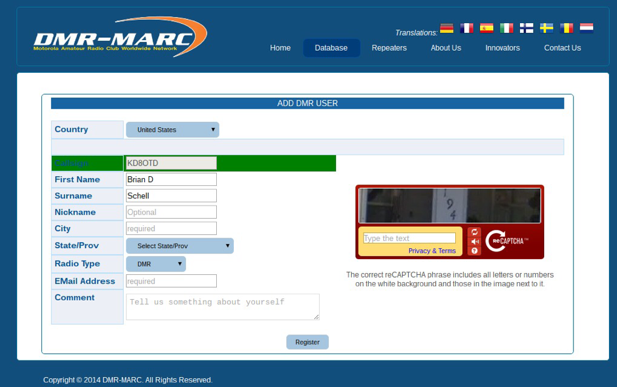 Translations:
DMR-MARC
Motorola Amateur Radio Club Worldwide Network
Home Database Repeaters About Us Innovators Contact Us
ADD DMR USER
Country United States
Callsign KD8OTD
First Name Brian D
Surname Schell
Nickname Optional
City required
State/Prov Select State/Prov
Radio Type DMR
EMail Address required
Comment Tell us something about yourself
194
Type the text
Privacy & Terms
reCAPTCHA™
The correct reCAPTCHA phrase includes all letters or numbers
on the white background and those in the image next to it.
Register
Copyright © 2014 DMR-MARC. All Rights Reserved.